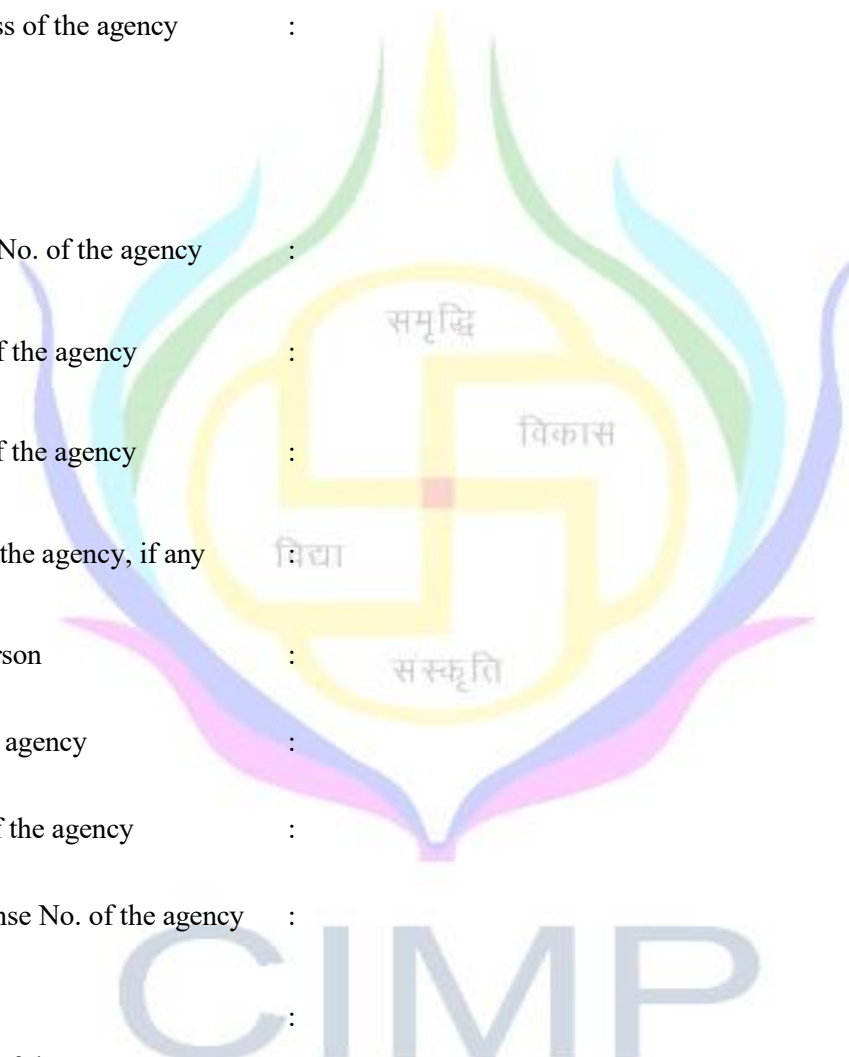 ss of the agency :
No. of the agency :
समृद्धि
f the agency :
विकास
f the agency :
the agency, if any :
विद्या
rson :
संस्कृति
agency :
f the agency :
nse No. of the agency :
CIMP
: